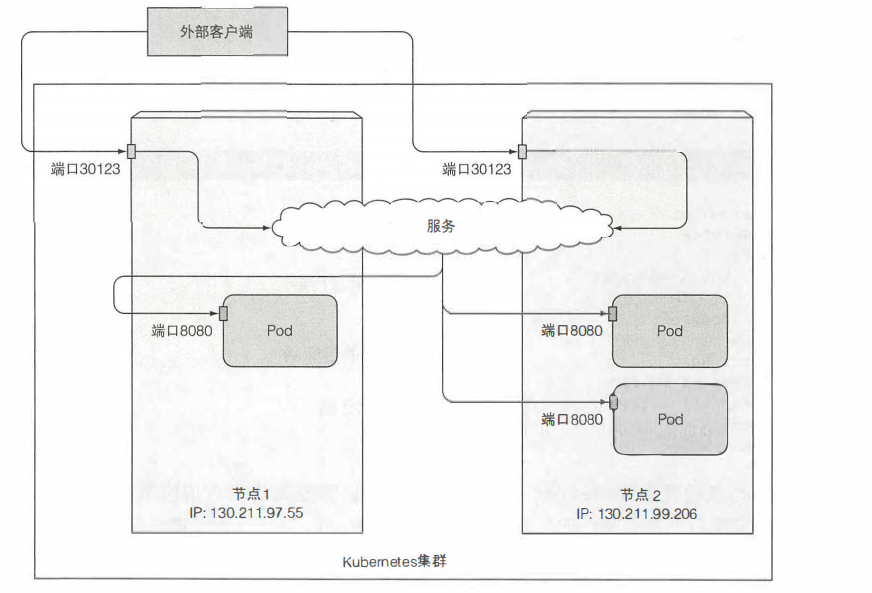 外部客户端
端口30123
端口30123
服务
端口8080
Pod
端口8080
Pod
端口8080
Pod
节点1
IP: 130.211.97.55
节点2
IP: 130.211.99.206
Kubernetes集群